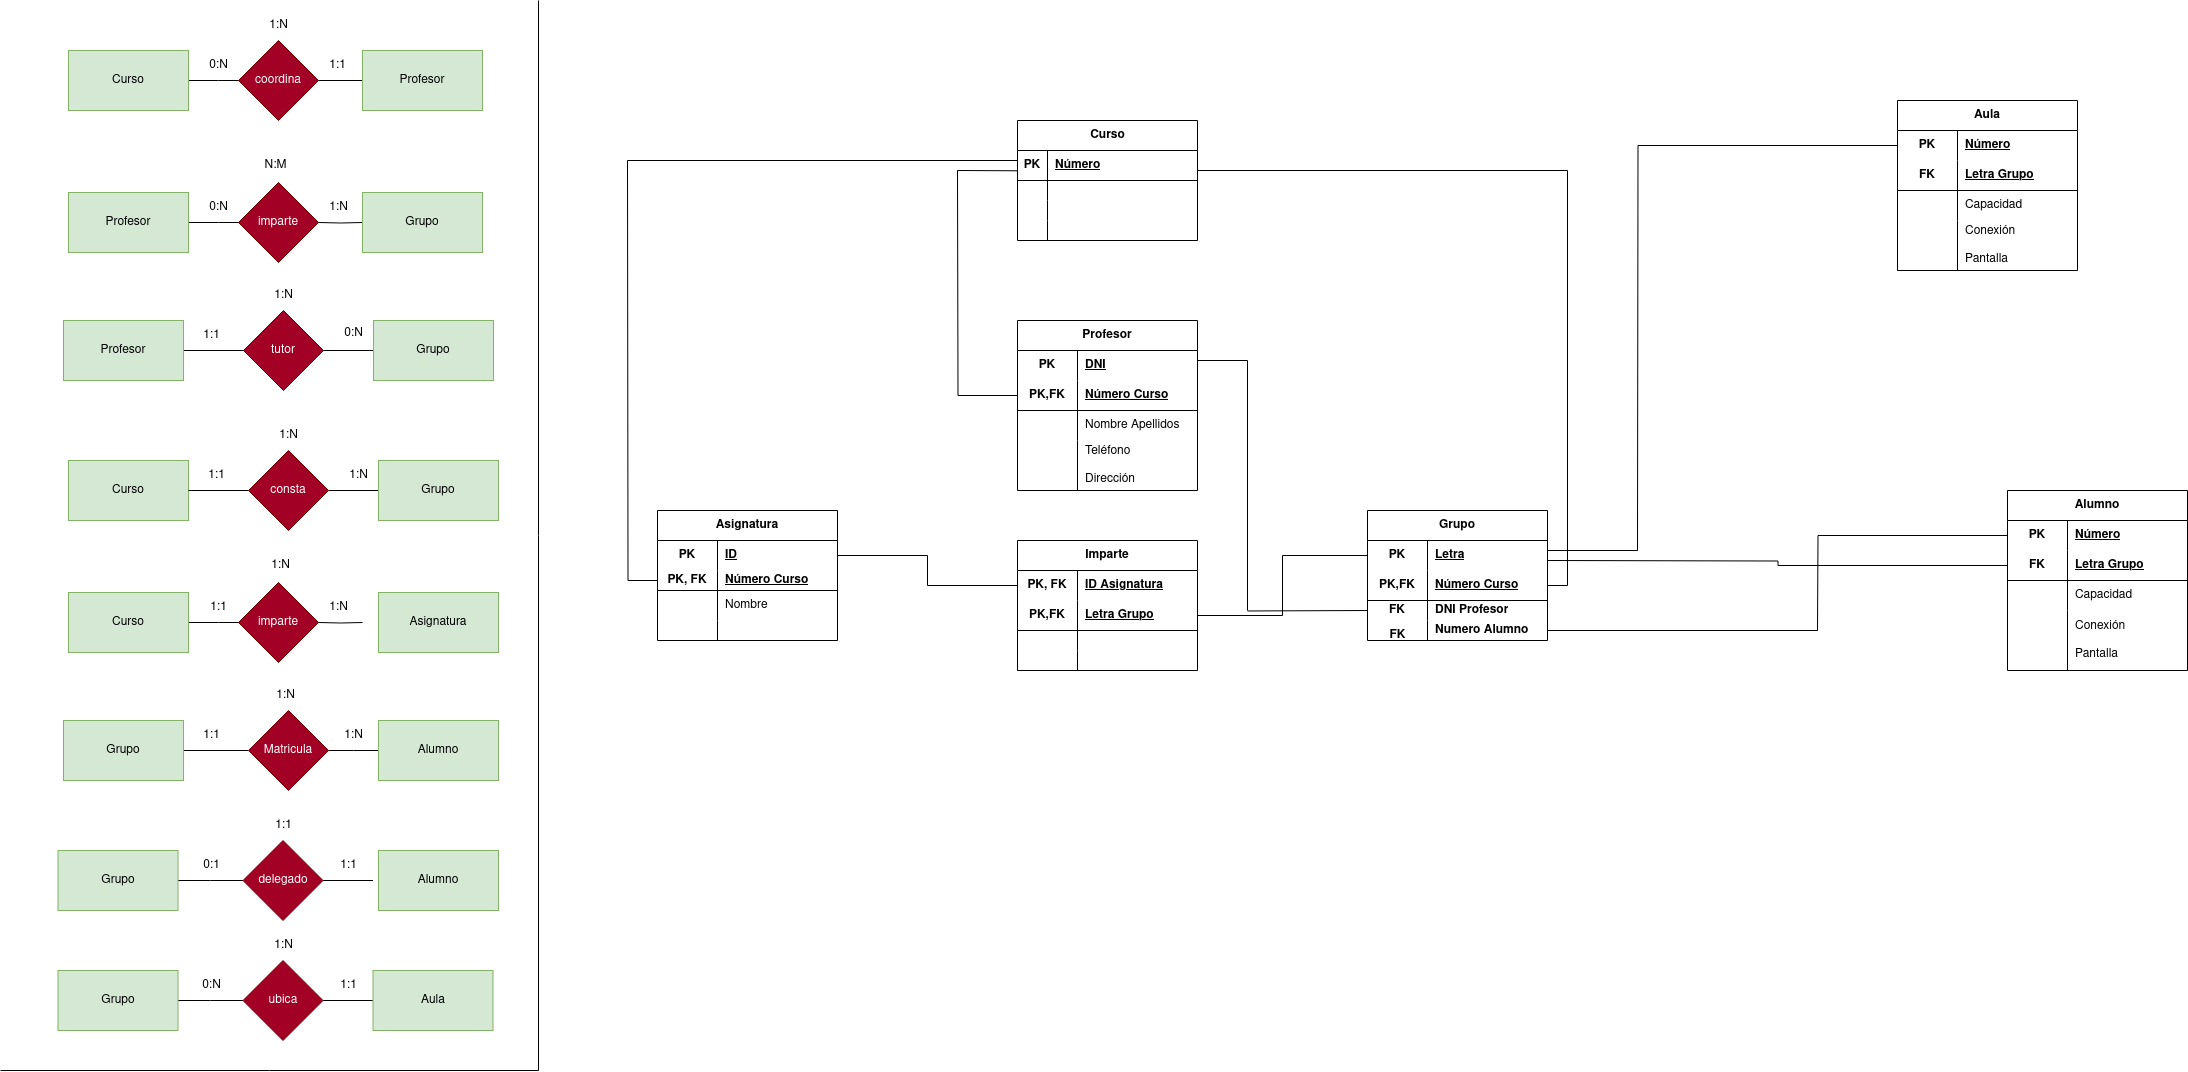 1:N
Curso
0:N
coordina
1:1
Profesor
N:M
Profesor
0:N
imparte
1:N
Grupo
1:N
Profesor
1:1
tutor
0:N
Grupo
1:N
Curso
1:1
consta
1:N
Grupo
1:N
Curso
1:1
imparte
1:N
Asignatura
1:N
Grupo
1:1
Matricula
1:N
Alumno
1:1
Grupo
0:1
delegado
1:1
Alumno
1:N
Grupo
0:N
ubica
1:1
Aula
Curso
PK Número
Profesor
PK DNI
PK,FK Número Curso
Nombre Apellidos
Teléfono
Dirección
Asignatura
PK ID
PK, FK Número Curso
Nombre
Imparte
PK, FK ID Asignatura
PK,FK Letra Grupo
Grupo
PK Letra
PK,FK Número Curso
FK DNI Profesor
FK Numero Alumno
Aula
PK Número
FK Letra Grupo
Capacidad
Conexión
Pantalla
Alumno
PK Número
FK Letra Grupo
Capacidad
Conexión
Pantalla